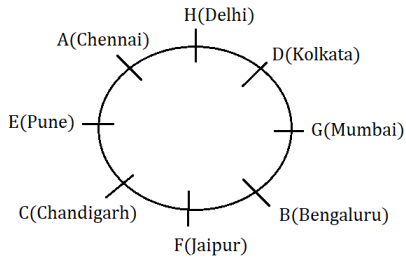 H(Delhi)
A(Chennai)
D(Kolkata)
E(Pune)
G(Mumbai)
C(Chandigarh)
B(Bengaluru)
F(Jaipur)